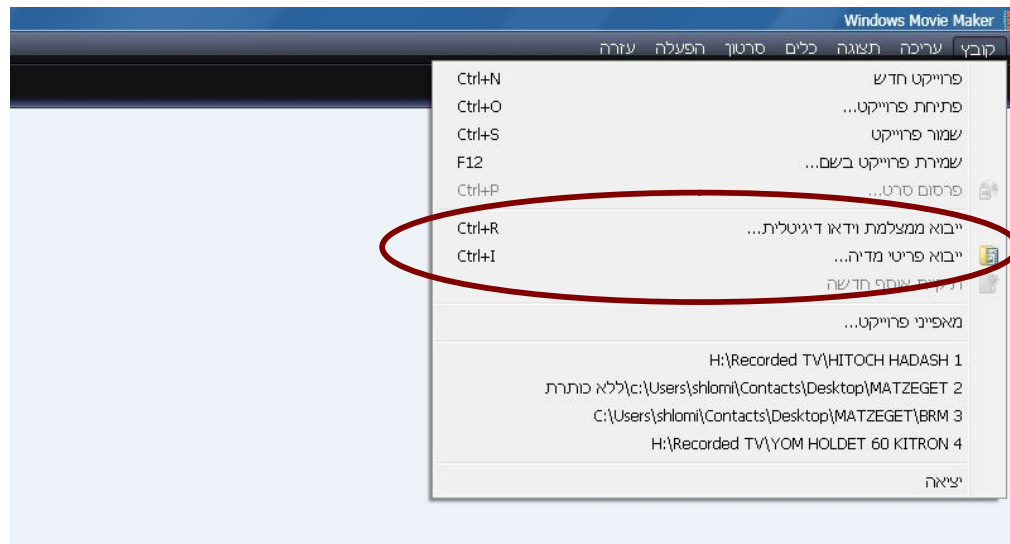 Windows Movie Maker
קובץ עריכה תצוגה כלים סרטון הפעלה עזרה
פרוייקט חדש Ctrl+N
פתיחת פרוייקט... Ctrl+O
שמור פרוייקט Ctrl+S
שמירת פרוייקט בשם... F12
פרסום סרט... Ctrl+P
ייבוא ממצלמת וידאו דיגיטלית... Ctrl+R
ייבוא פריטי מדיה... Ctrl+I
תיקיית אוסף חדשה
מאפייני פרוייקט...
H:\Recorded TV\HITOCH HADASH 1
c:\Users\shlomi\Contacts\Desktop\MATZEGET 2\ללא כותרת
C:\Users\shlomi\Contacts\Desktop\MATZEGET\BRM 3
H:\Recorded TV\YOM HOLDET 60 KITRON 4
יציאה